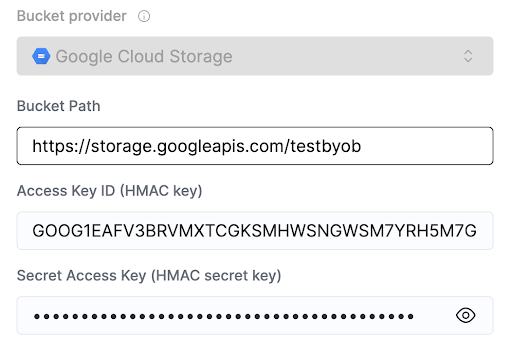 Bucket provider
Google Cloud Storage
Bucket Path
https://storage.googleapis.com/testbyob
Access Key ID (HMAC key)
GOOG1EAFV3BRVMXTCGKSMHWSNGWSM7YRH5M7G
Secret Access Key (HMAC secret key)
••••••••••••••••••••••••••••••••••••••••